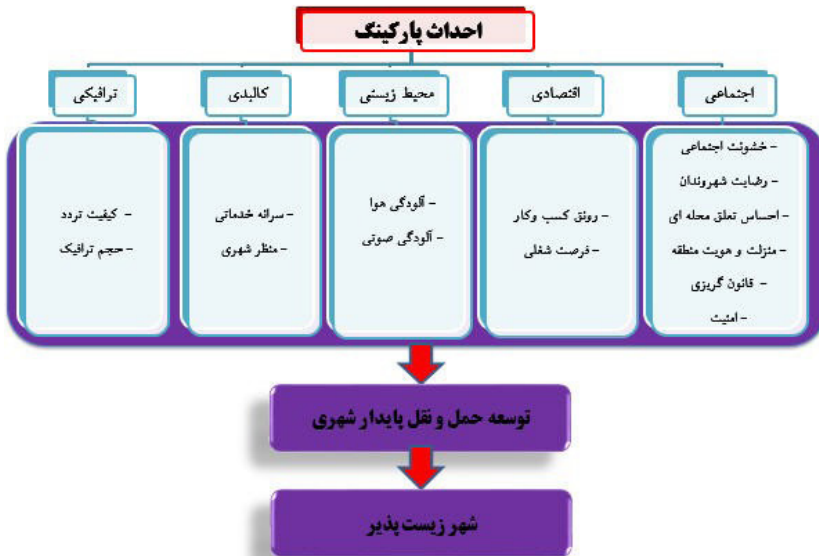 احداث پارکینگ
اجتماعی
اقتصادی
محیط زیستی
کالبدی
ترافیکی
- خشونت اجتماعی
- رضایت شهروندان
- احساس تعلق محله ای
- منزلت و هویت منطقه
- قانون گریزی
- امنیت
- رونق کسب وکار
- فرصت شغلی
- آلودگی هوا
- آلودگی صوتی
- سرانه خدماتی
- منظر شهری
- کیفیت تردد
- حجم ترافیک
توسعه حمل و نقل پایدار شهری
شهر زیست پذیر